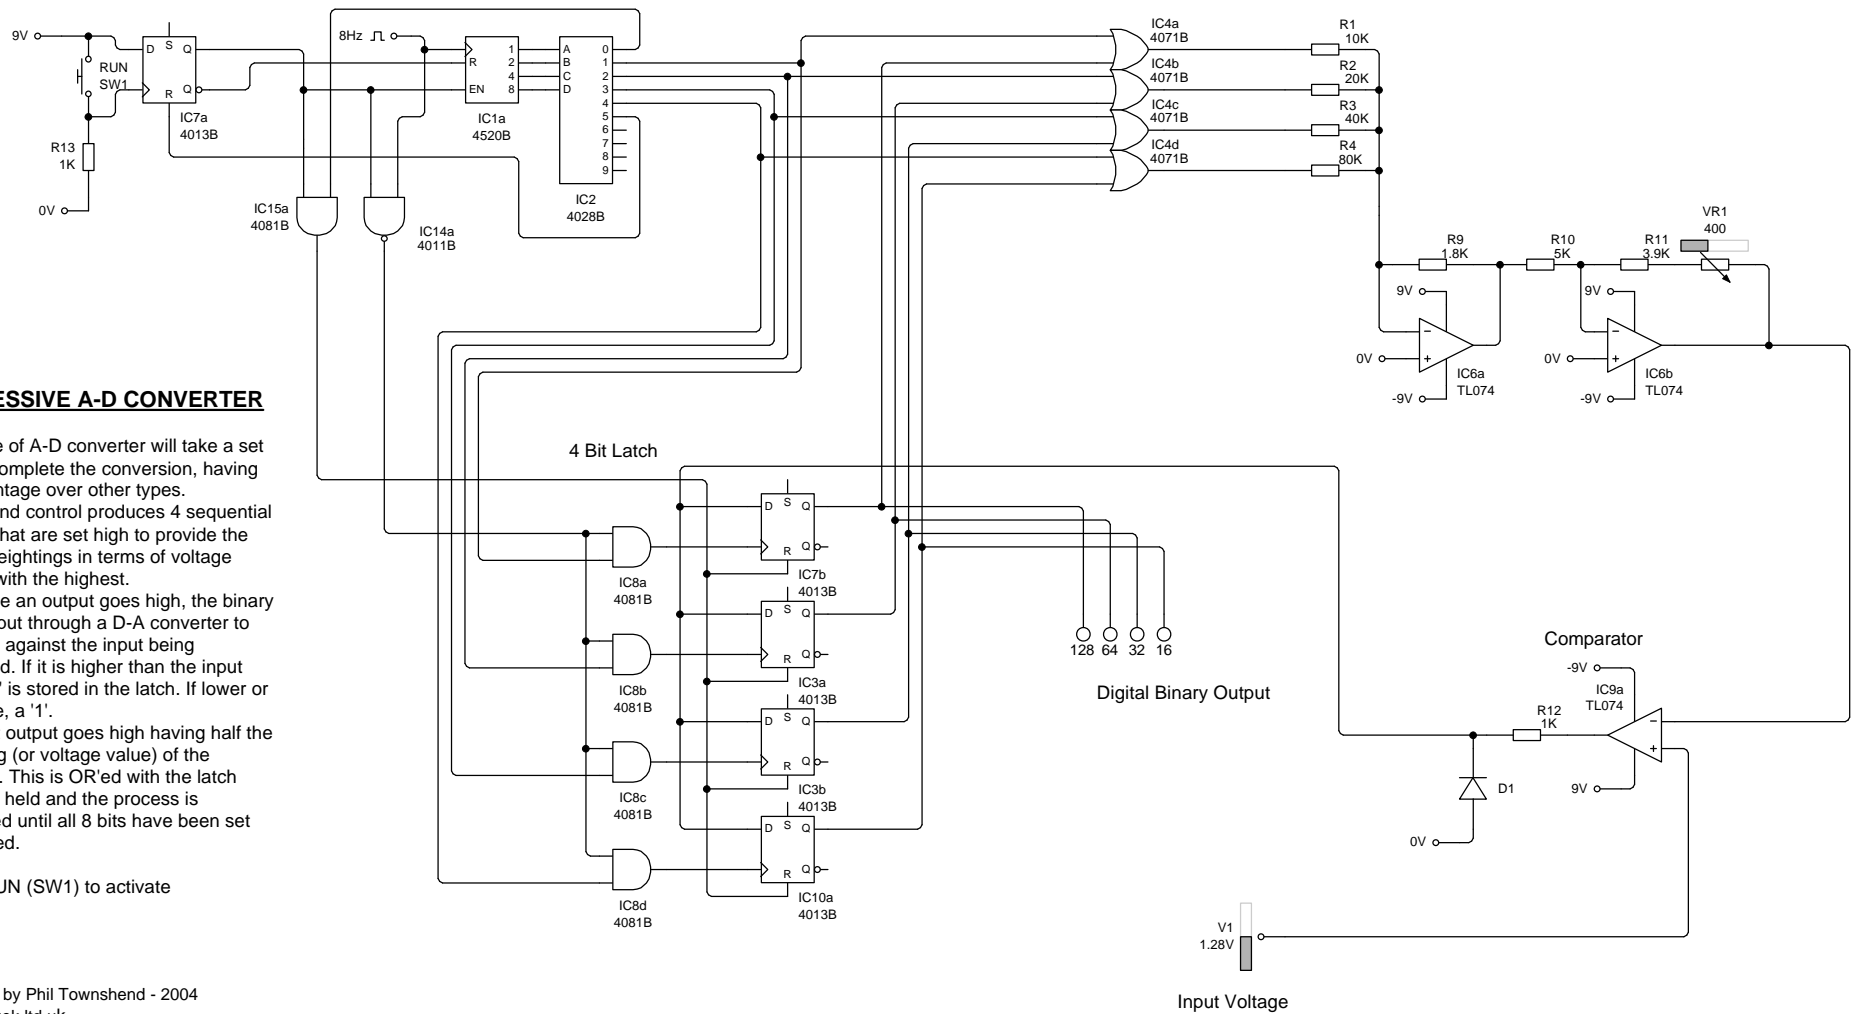 9V
RUN
SW1
D S Q
R Q
IC7a
4013B
R13
1K
0V
8Hz
R
EN
1
2
4
8
IC1a
4520B
A
B
C
D
0
1
2
3
4
5
6
7
8
9
IC2
4028B
IC15a
4081B
IC14a
4011B
IC4a
4071B
IC4b
4071B
IC4c
4071B
IC4d
4071B
R1
10K
R2
20K
R3
40K
R4
80K
VR1
400
R9
1.8K
R10
5K
R11
3.9K
9V
0V
-9V
IC6a
TL074
9V
0V
-9V
IC6b
TL074
ESSIVE A-D CONVERTER
e of A-D converter will take a set
omplete the conversion, having
ntage over other types.
nd control produces 4 sequential
hat are set high to provide the
eightings in terms of voltage
with the highest.
e an output goes high, the binary
out through a D-A converter to
against the input being
d. If it is higher than the input
' is stored in the latch. If lower or
e, a '1'.
t output goes high having half the
g (or voltage value) of the
. This is OR'ed with the latch
held and the process is
ed until all 8 bits have been set
ed.
UN (SW1) to activate
by Phil Townshend - 2004
4 Bit Latch
D S Q
R Q
IC7b
4013B
IC8a
4081B
D S Q
R Q
IC3a
4013B
IC8b
4081B
D S Q
R Q
IC3b
4013B
IC8c
4081B
D S Q
R Q
IC10a
4013B
IC8d
4081B
128 64 32 16
Digital Binary Output
Comparator
-9V
IC9a
TL074
R12
1K
9V
D1
0V
V1
1.28V
Input Voltage